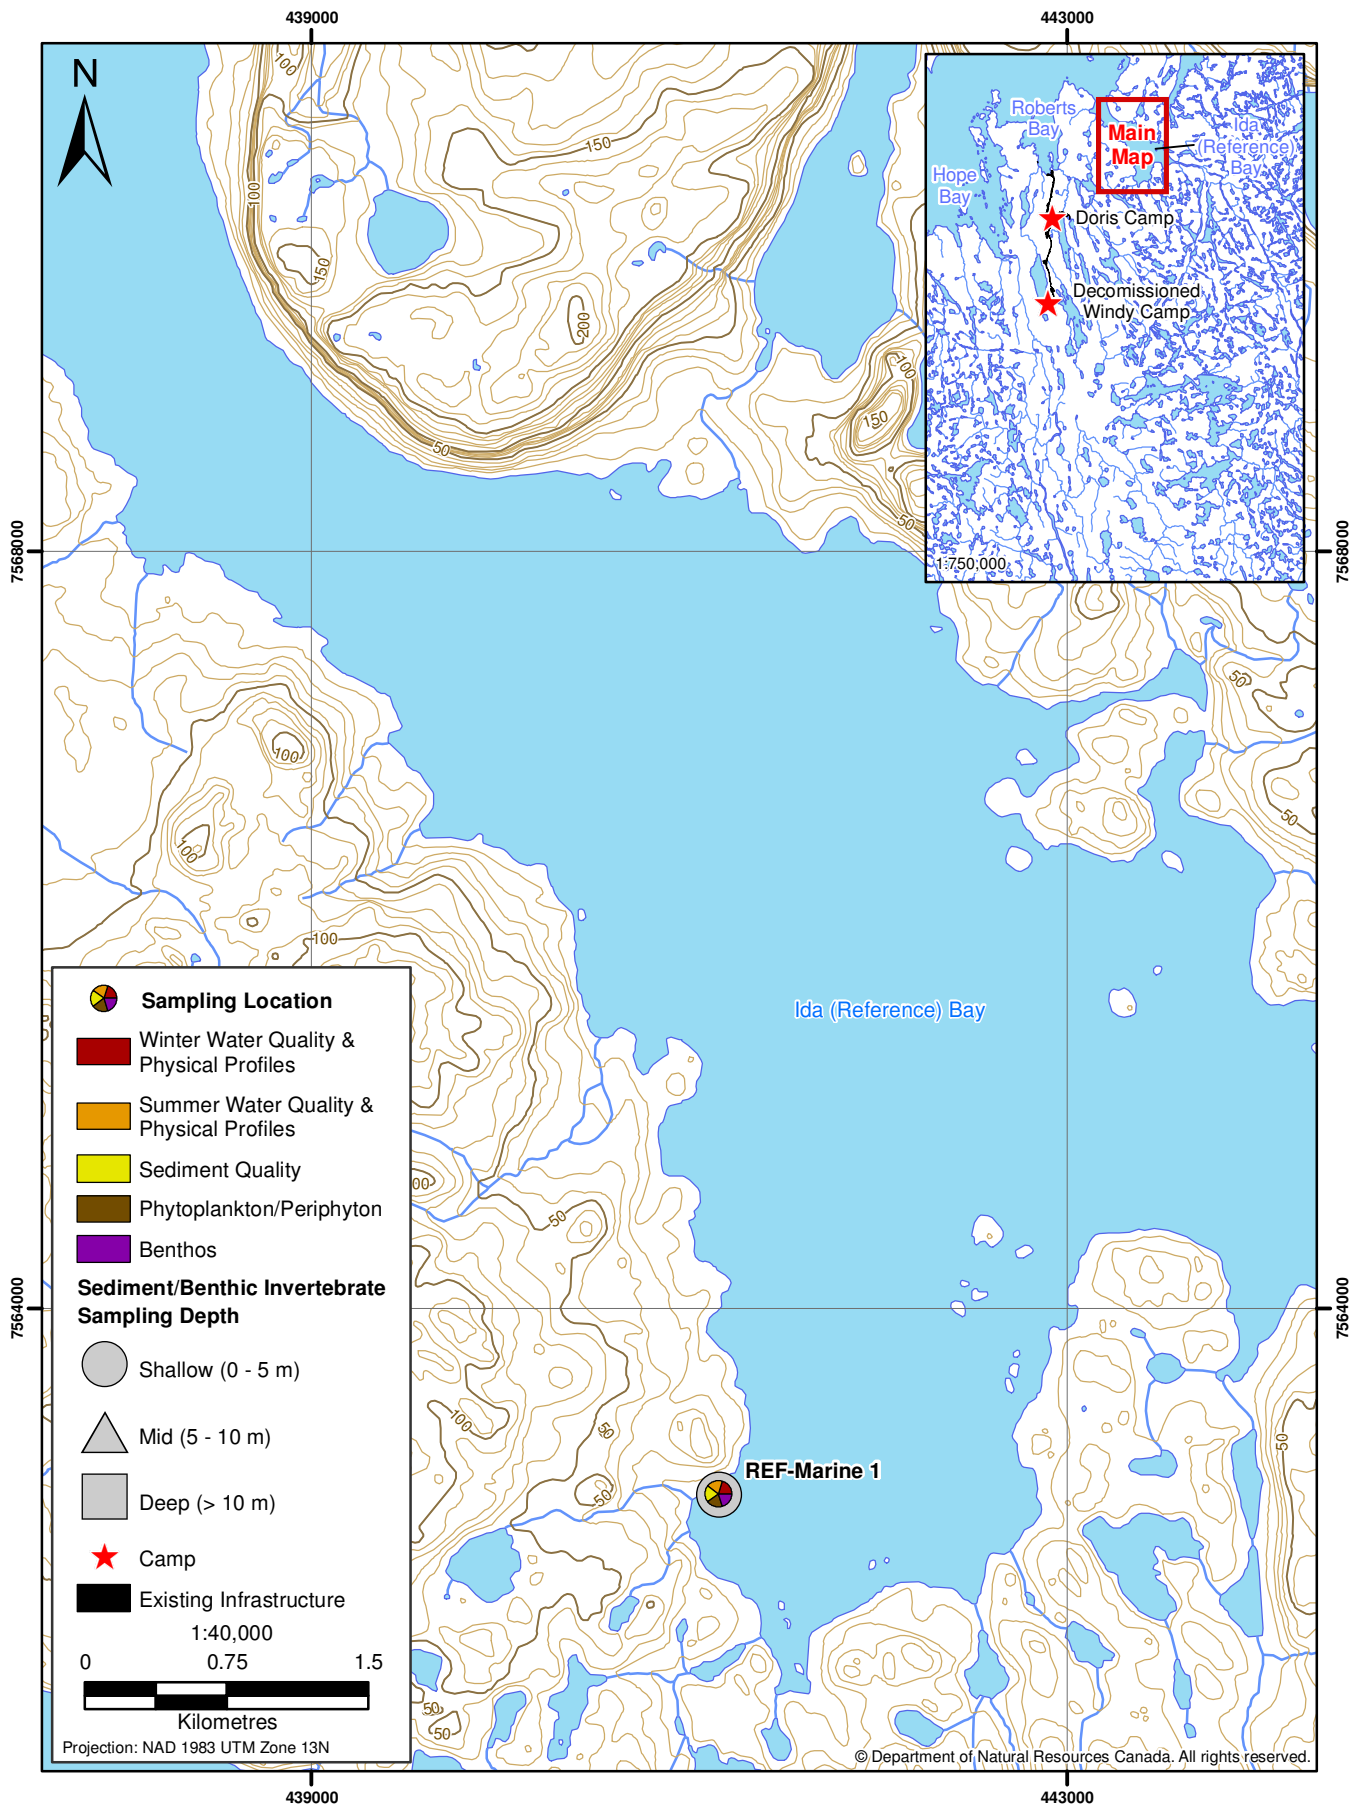 439000
443000
N
100
100
150
150
200
50
100
150
50
Roberts
Bay
Main
Map
Ida
(Reference)
Bay
Hope
Bay
Doris Camp
Decomissioned
Windy Camp
1:750,000
7568000
7568000
50
50
100
100
100
Ida (Reference) Bay
50
100
50
50
50
50
50
REF-Marine 1
7564000
7564000
Sampling Location
Winter Water Quality &
Physical Profiles
Summer Water Quality &
Physical Profiles
Sediment Quality
Phytoplankton/Periphyton
Benthos
Sediment/Benthic Invertebrate
Sampling Depth
Shallow (0 - 5 m)
Mid (5 - 10 m)
Deep (> 10 m)
Camp
Existing Infrastructure
1:40,000
0 0.75 1.5
Kilometres
Projection: NAD 1983 UTM Zone 13N
© Department of Natural Resources Canada. All rights reserved.
439000
443000